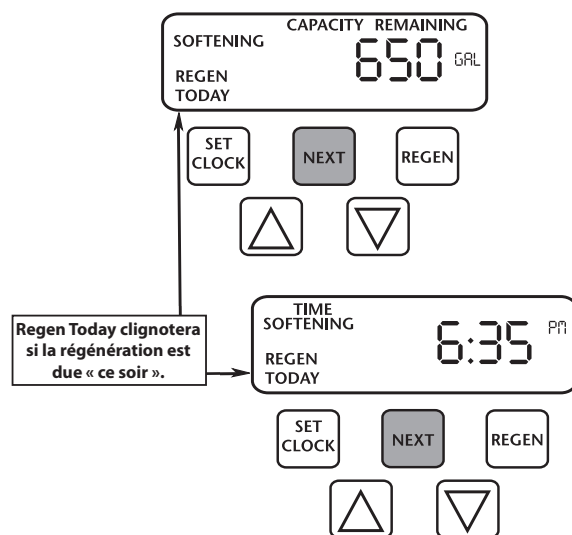 CAPACITY REMAINING
SOFTENING
650 GAL
REGEN
TODAY
SET
CLOCK
NEXT
REGEN
Regen Today clignotera
si la régénération est
due « ce soir ».
TIME
SOFTENING
6:35 PM
REGEN
TODAY
SET
CLOCK
NEXT
REGEN